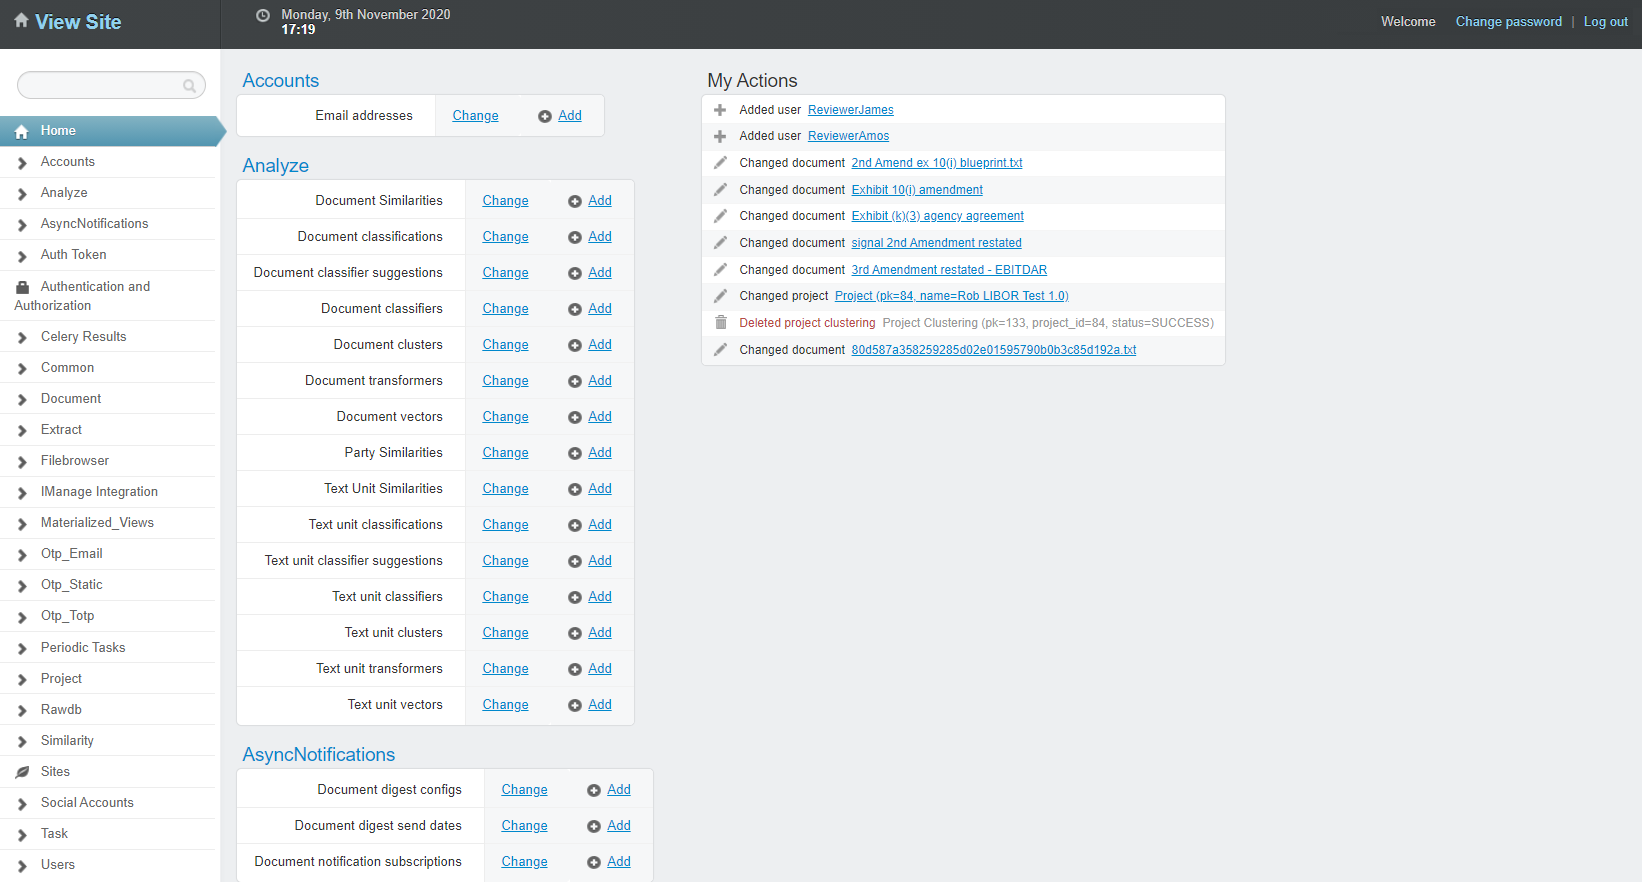 View Site
Monday, 9th November 2020
17:19
Welcome Change password | Log out
Home
Accounts
Analyze
AsyncNotifications
Auth Token
Authentication and
Authorization
Celery Results
Common
Document
Extract
Filebrowser
IManage Integration
Materialized_Views
Otp_Email
Otp_Static
Otp_Totp
Periodic Tasks
Project
Rawdb
Similarity
Sites
Social Accounts
Task
Users
Accounts
Email addresses Change Add
Analyze
Document Similarities Change Add
Document classifications Change Add
Document classifier suggestions Change Add
Document classifiers Change Add
Document clusters Change Add
Document transformers Change Add
Document vectors Change Add
Party Similarities Change Add
Text Unit Similarities Change Add
Text unit classifications Change Add
Text unit classifier suggestions Change Add
Text unit classifiers Change Add
Text unit clusters Change Add
Text unit transformers Change Add
Text unit vectors Change Add
AsyncNotifications
Document digest configs Change Add
Document digest send dates Change Add
Document notification subscriptions Change Add
My Actions
Added user ReviewerJames
Added user ReviewerAmos
Changed document 2nd Amend ex 10(i) blueprint.txt
Changed document Exhibit 10(i) amendment
Changed document Exhibit (k)(3) agency agreement
Changed document signal 2nd Amendment restated
Changed document 3rd Amendment restated - EBITDAR
Changed project Project (pk=84, name=Rob LIBOR Test 1.0)
Deleted project clustering Project Clustering (pk=133, project_id=84, status=SUCCESS)
Changed document 80d587a358259285d02e01595790b0b3c85d192a.txt